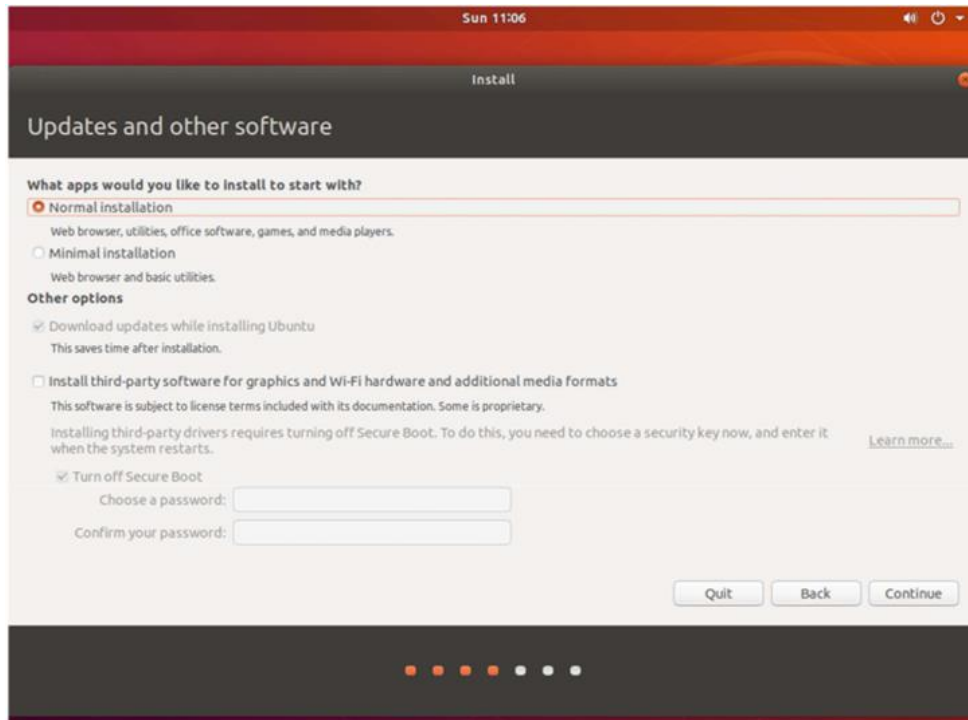 Sun 11:06
Install
Updates and other software
What apps would you like to install to start with?
Normal installation
Web browser, utilities, office software, games, and media players.
Minimal installation
Web browser and basic utilities.
Other options
Download updates while installing Ubuntu
This saves time after installation.
Install third-party software for graphics and Wi-Fi hardware and additional media formats
This software is subject to license terms included with its documentation. Some is proprietary.
Installing third-party drivers requires turning off Secure Boot. To do this, you need to choose a security key now, and enter it
when the system restarts.
Learn more...
Turn off Secure Boot
Choose a password:
Confirm your password:
Quit Back Continue